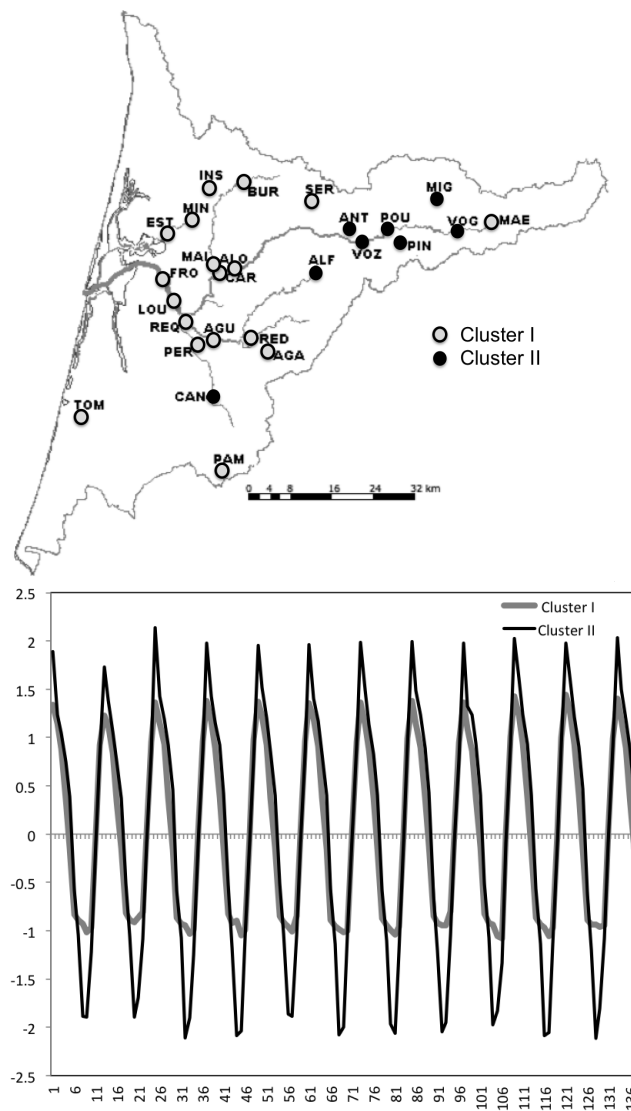 INS
BUR
SER
MIG
MIN
EST
ANT
POU
VOG
MAE
VOZ
PIN
MAL
ALO
CAR
ALF
FRO
LOU
REQ
AGU
RED
PER
AGA
Cluster I
Cluster II
CAN
TOM
PAM
0 4 8 16 24 32 km
2.5
Cluster I
Cluster II
2
1.5
1
0.5
0
-0.5
-1
-1.5
-2
-2.5
1 6 11 16 21 26 31 36 41 46 51 56 61 66 71 76 81 86 91 96 101 106 111 116 121 126 131 136